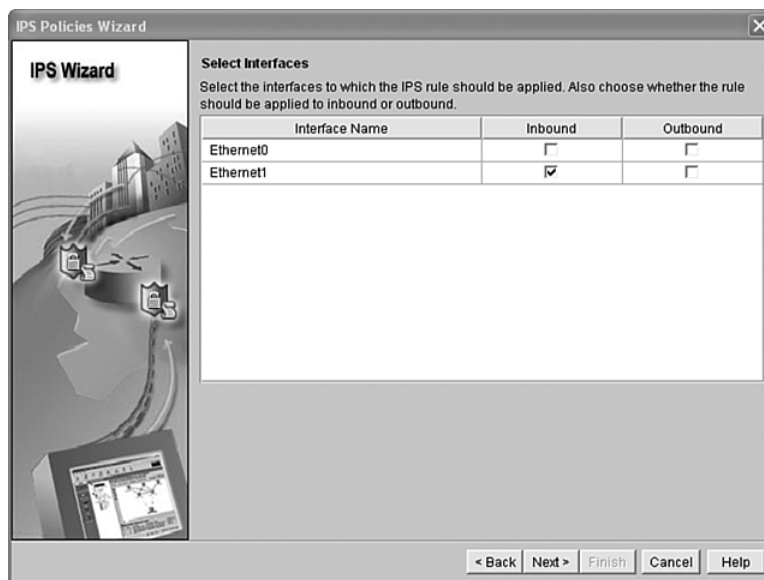 IPS Policies Wizard
IPS Wizard
Select Interfaces
Select the interfaces to which the IPS rule should be applied. Also choose whether the rule
should be applied to inbound or outbound.
Interface Name Inbound Outbound
Ethernet0
Ethernet1
< Back Next > Finish Cancel Help